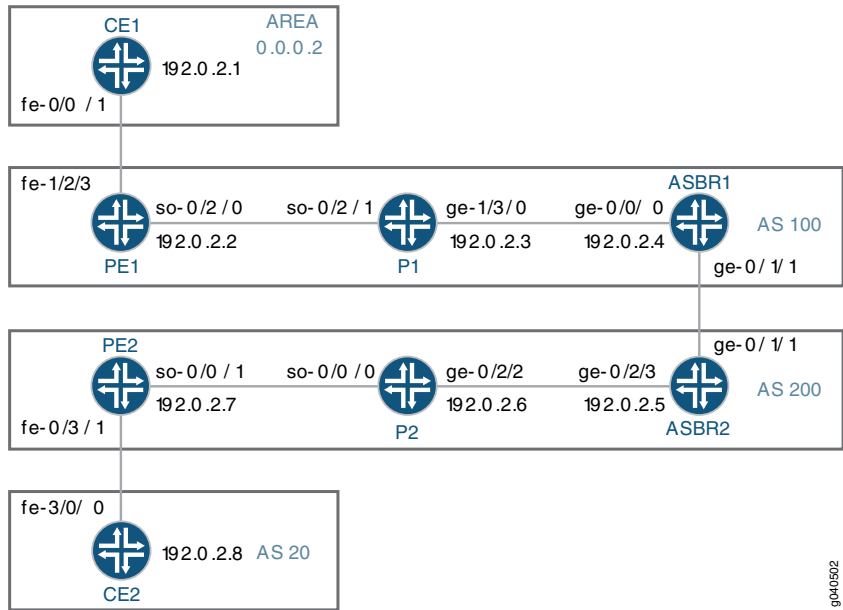 CE1
AREA
0.0.0.2
192.0.2.1
fe-0/0/1
fe-1/2/3
ASBR1
so-0/2/0
so-0/2/1
ge-1/3/0
ge-0/0/0
192.0.2.2
192.0.2.3
192.0.2.4
AS 100
PE1
P1
ge-0/1/1
PE2
ge-0/1/1
so-0/0/1
so-0/0/0
ge-0/2/2
ge-0/2/3
192.0.2.7
192.0.2.6
192.0.2.5
AS 200
fe-0/3/1
P2
ASBR2
fe-3/0/0
192.0.2.8
AS 20
CE2
g040502